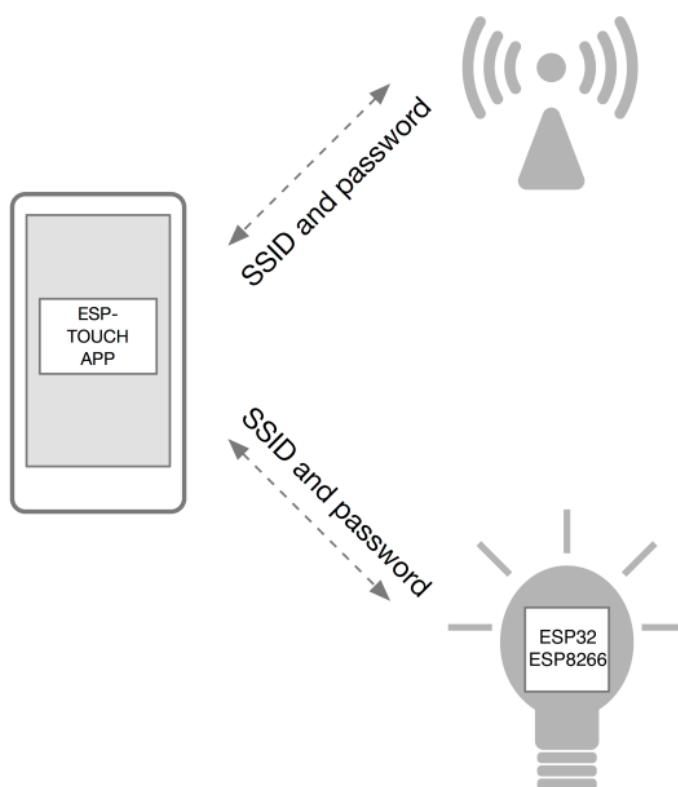 SSID and password
ESP-
TOUCH
APP
SSID and password
ESP32
ESP8266